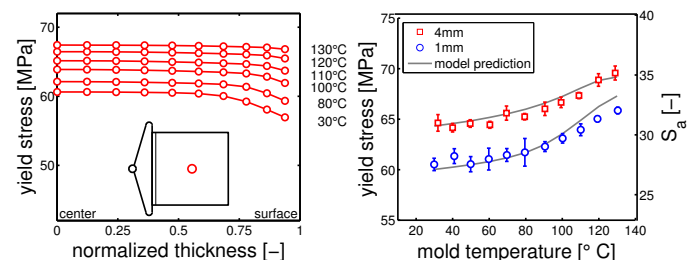 70
60
50
yield stress [MPa]
130°C
120°C
110°C
100°C
80°C
30°C
center
surface
0
0.25
0.5
0.75
1
normalized thickness [−]
75
70
65
60
55
yield stress [MPa]
4mm
1mm
model prediction
40
35
30
25
S_a [−]
20
40
60
80
100
120
140
mold temperature [° C]